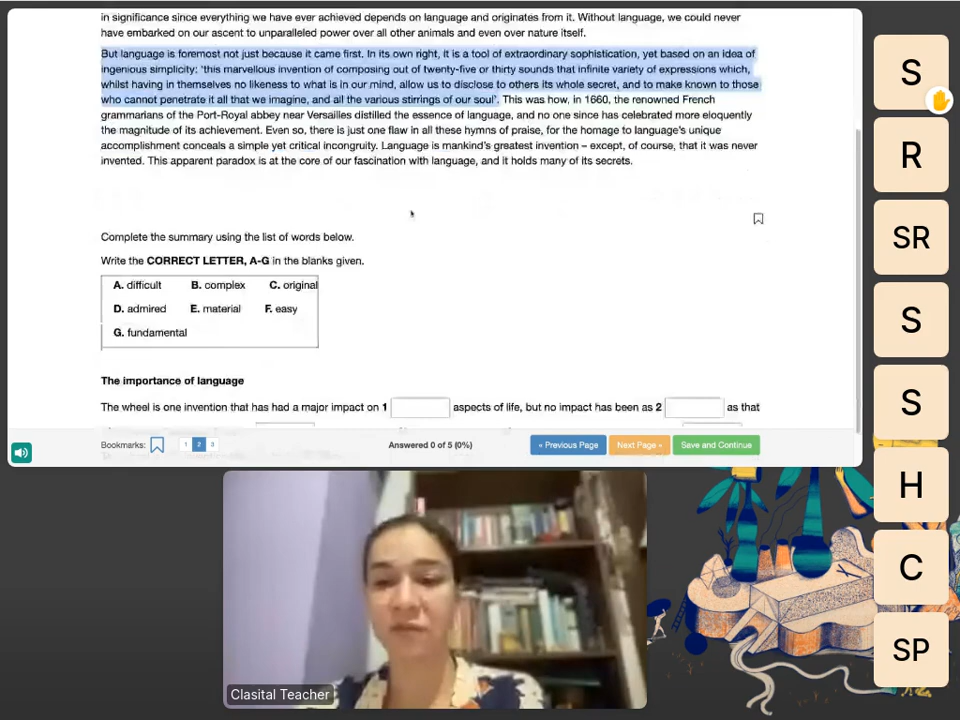 in significance since everything we have ever achieved depends on language and originates from it. Without language, we could never
have embarked on our ascent to unparalleled power over all other animals and even over nature itself.
But language is foremost not just because it came first. In its own right, it is a tool of extraordinary sophistication, yet based on an idea of
ingenious simplicity: 'this marvellous invention of composing out of twenty-five or thirty sounds that infinite variety of expressions which,
whilst having in themselves no likeness to what is in our mind, allow us to disclose to others its whole secret, and to make known to those
who cannot penetrate it all that we imagine, and all the various stirrings of our soul'. This was how, in 1660, the renowned French
grammarians of the Port-Royal abbey near Versailles distilled the essence of language, and no one since has celebrated more eloquently
the magnitude of its achievement. Even so, there is just one flaw in all these hymns of praise, for the homage to language's unique
accomplishment conceals a simple yet critical incongruity. Language is mankind's greatest invention – except, of course, that it was never
invented. This apparent paradox is at the core of our fascination with language, and it holds many of its secrets.
Complete the summary using the list of words below.
Write the CORRECT LETTER, A-G in the blanks given.
A. difficult B. complex C. original
D. admired E. material F. easy
G. fundamental
The importance of language
The wheel is one invention that has had a major impact on 1 aspects of life, but no impact has been as 2 as that
Bookmarks: 1 2 3 Answered 0 of 5 (0%) « Previous Page Next Page » Save and Continue
Clasital Teacher
S
R
SR
S
S
H
C
SP